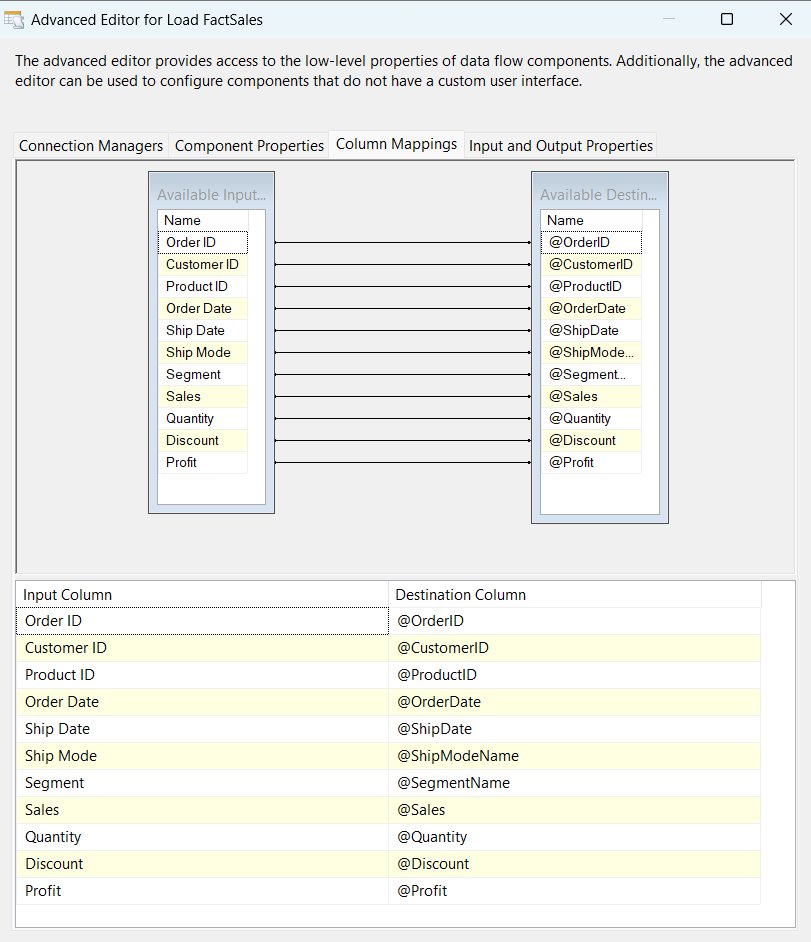 Advanced Editor for Load FactSales
The advanced editor provides access to the low-level properties of data flow components. Additionally, the advanced
editor can be used to configure components that do not have a custom user interface.
Connection Managers Component Properties Column Mappings Input and Output Properties
Available Input... Available Destin...
Name Name
Order ID @OrderID
Customer ID @CustomerID
Product ID @ProductID
Order Date @OrderDate
Ship Date @ShipDate
Ship Mode @ShipMode...
Segment @Segment...
Sales @Sales
Quantity @Quantity
Discount @Discount
Profit @Profit
Input Column Destination Column
Order ID @OrderID
Customer ID @CustomerID
Product ID @ProductID
Order Date @OrderDate
Ship Date @ShipDate
Ship Mode @ShipModeName
Segment @SegmentName
Sales @Sales
Quantity @Quantity
Discount @Discount
Profit @Profit